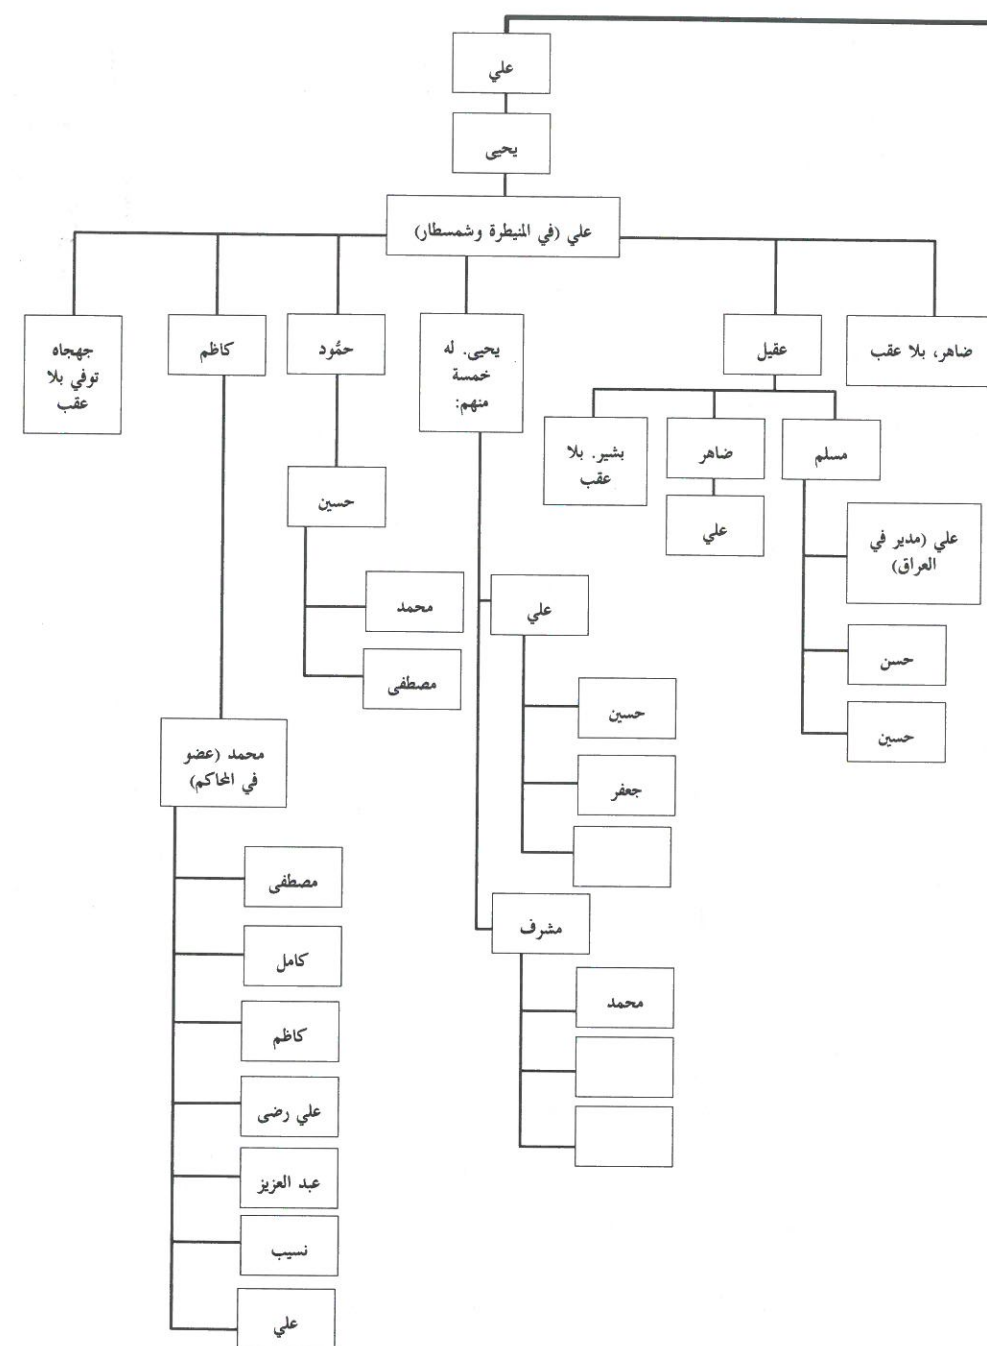 علي
يحيى
علي (في المنيطرة وشمسطار)
ضاهر، بلا عقب
عقيل
يحيى. له
خمسة
منهم:
حمُّود
كاظم
جهجاه
توفي بلا
عقب
مسلم
ضاهر
بشير. بلا
عقب
علي
علي (مدير في
العراق)
حسن
حسين
علي
حسين
جعفر
مشرف
محمد
حسين
محمد
مصطفى
محمد (عضو
في المحاكم)
مصطفى
كامل
كاظم
علي رضى
عبد العزيز
نسيب
علي